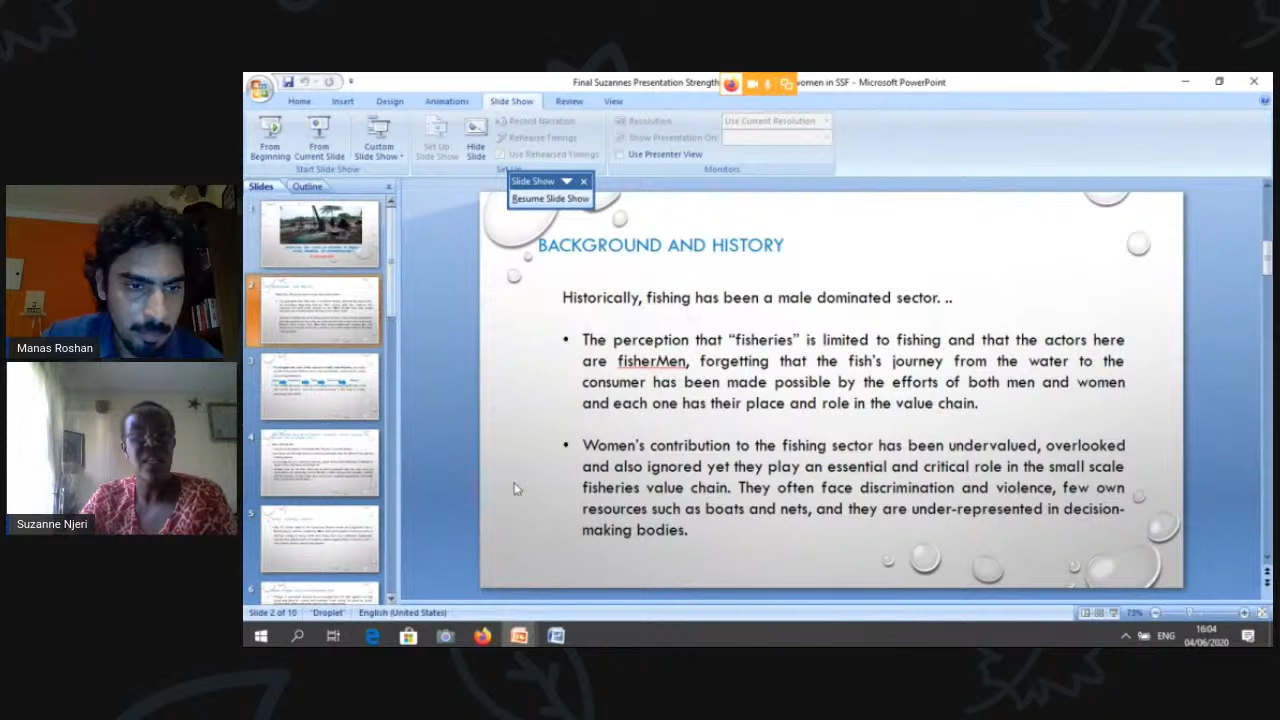 Final Suzannes Presentation Strength
women in SSF - Microsoft PowerPoint
Home Insert Design Animations Slide Show Review View
From Beginning
From Current Slide
Custom Slide Show
Set Up Slide Show
Hide Slide
Record Narration
Rehearse Timings
Use Rehearsed Timings
Resolution: Use Current Resolution
Show Presentation On:
Use Presenter View
Start Slide Show
Set Up
Monitors
Slide Show
Resume Slide Show
Slides Outline
1
2
3
4
5
6
Manas Roshan
Suzanne Njeri
BACKGROUND AND HISTORY
Historically, fishing has been a male dominated sector. ..
• The perception that “fisheries” is limited to fishing and that the actors here
are fisherMen, forgetting that the fish's journey from the water to the
consumer has been made possible by the efforts of both men and women
and each one has their place and role in the value chain.
• Women's contribution to the fishing sector has been undervalued, overlooked
and also ignored yet they play an essential and critical role in the small scale
fisheries value chain. They often face discrimination and violence, few own
resources such as boats and nets, and they are under-represented in decision-
making bodies.
Slide 2 of 10 "Droplet" English (United States)
73%
ENG
16:04
04/06/2020